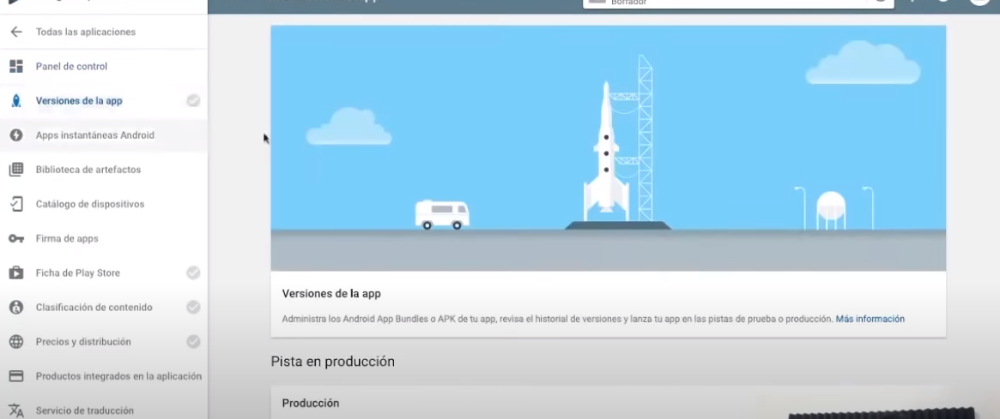 Borrador
Todas las aplicaciones
Panel de control
Versiones de la app
Apps instantáneas Android
Biblioteca de artefactos
Catálogo de dispositivos
Firma de apps
Ficha de Play Store
Clasificación de contenido
Precios y distribución
Productos integrados en la aplicación
Servicio de traducción
Versiones de la app
Administra los Android App Bundles o APK de tu app, revisa el historial de versiones y lanza tu app en las pistas de prueba o producción. Más información
Pista en producción
Producción